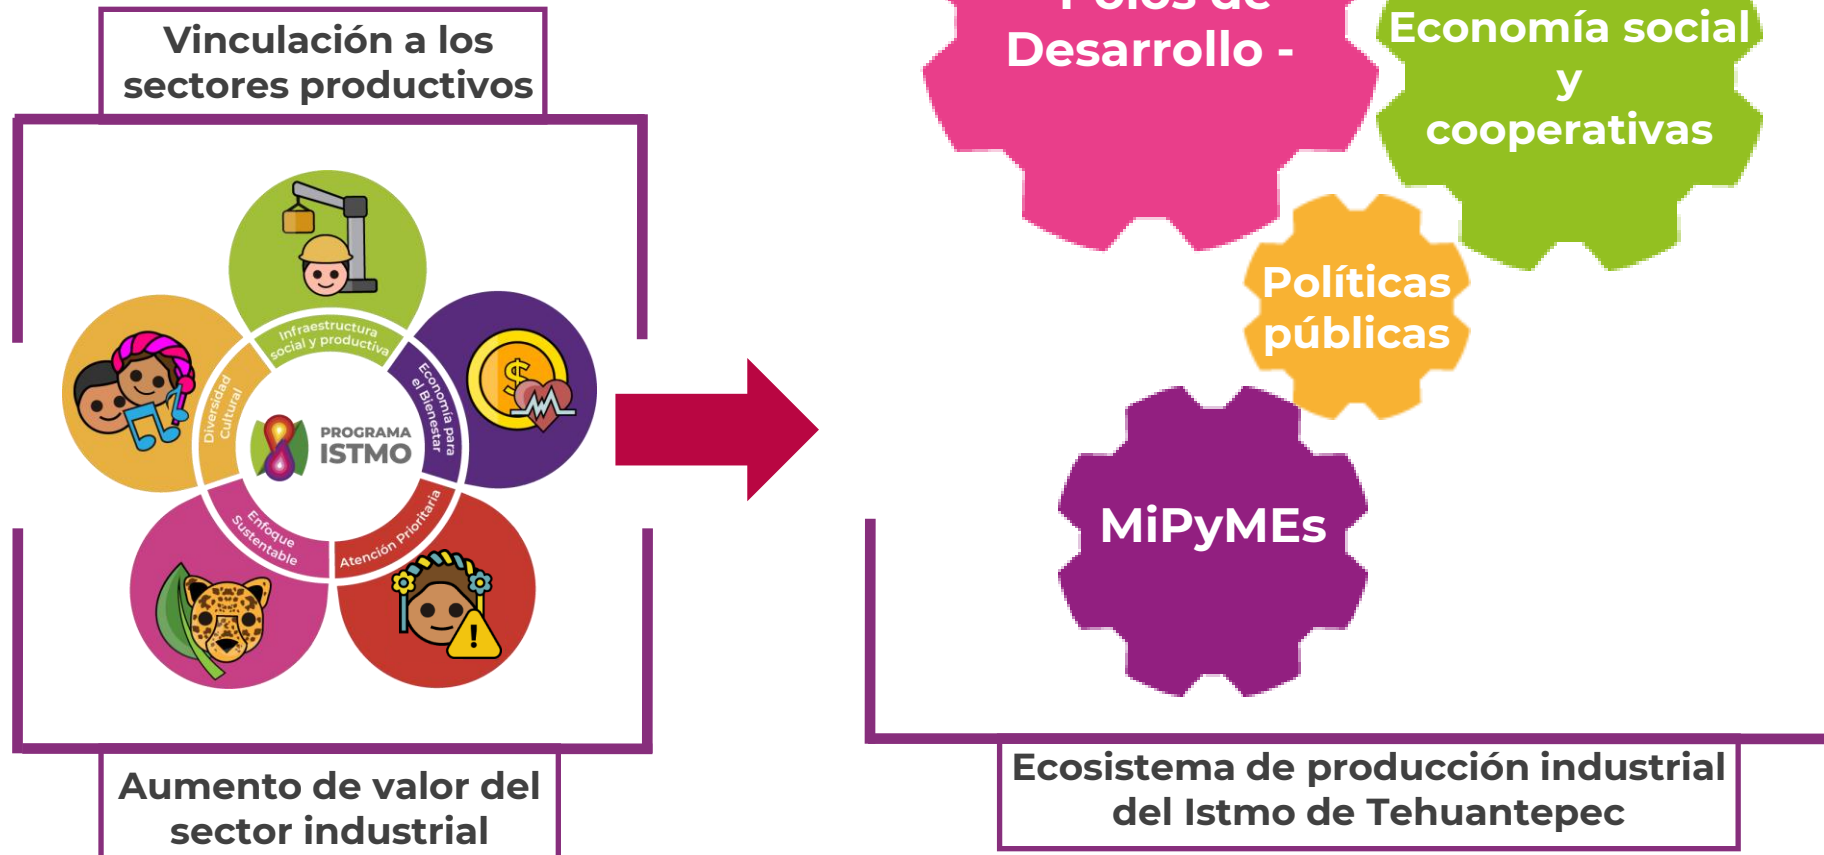 Vinculación a los
sectores productivos
Infraestructura
social y productiva
Diversidad
Cultural
Economía para
el Bienestar
PROGRAMA
ISTMO
Enfoque
Sustentable
Atención Prioritaria
$
!
Aumento de valor del
sector industrial
Polos de
Desarrollo -
Economía social
y
cooperativas
Políticas
públicas
MiPyMEs
Ecosistema de producción industrial
del Istmo de Tehuantepec